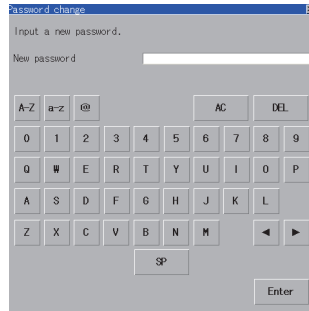 Password change
Input a new password.
New password
A-Z a-z @ AC DEL
0 1 2 3 4 5 6 7 8 9
Q W E R T Y U I O P
A S D F G H J K L
Z X C V B N M ◄ ►
SP
Enter